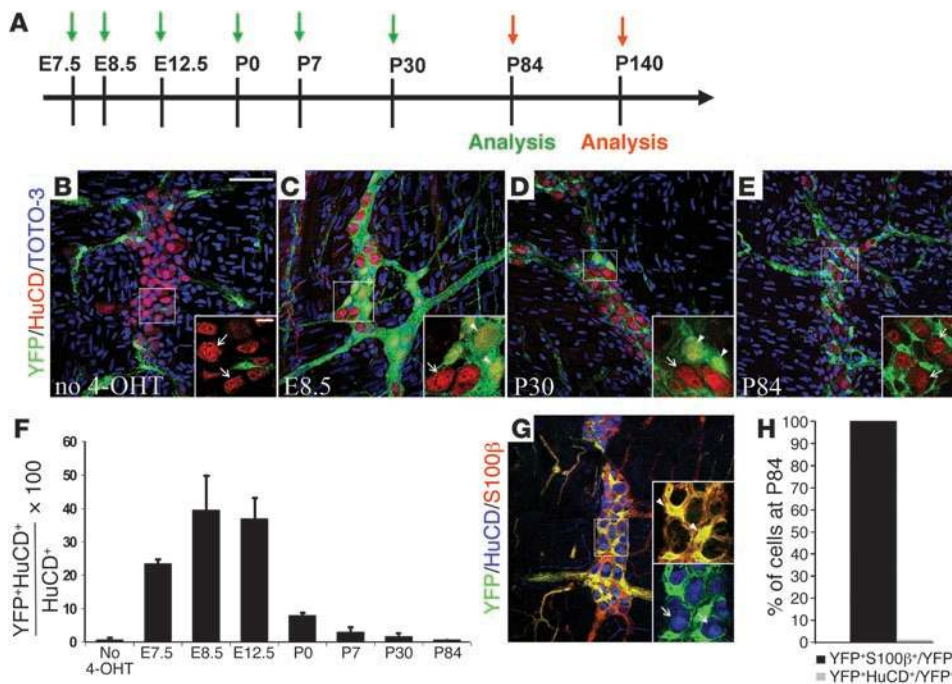 A
E7.5 E8.5 E12.5 P0 P7 P30 P84 P140
Analysis Analysis
YFP/HuCD/TOTO-3
B
no 4-OHT
C
E8.5
D
P30
E
P84
F
YFP⁺HuCD⁺
HuCD⁺
× 100
60
50
40
30
20
10
0
No
4-OHT
E7.5 E8.5 E12.5 P0 P7 P30 P84
G
YFP/HuCD/S100β
H
% of cells at P84
100
90
80
70
60
50
40
30
20
10
0
YFP⁺S100β⁺/YFP
YFP⁺HuCD⁺/YFP